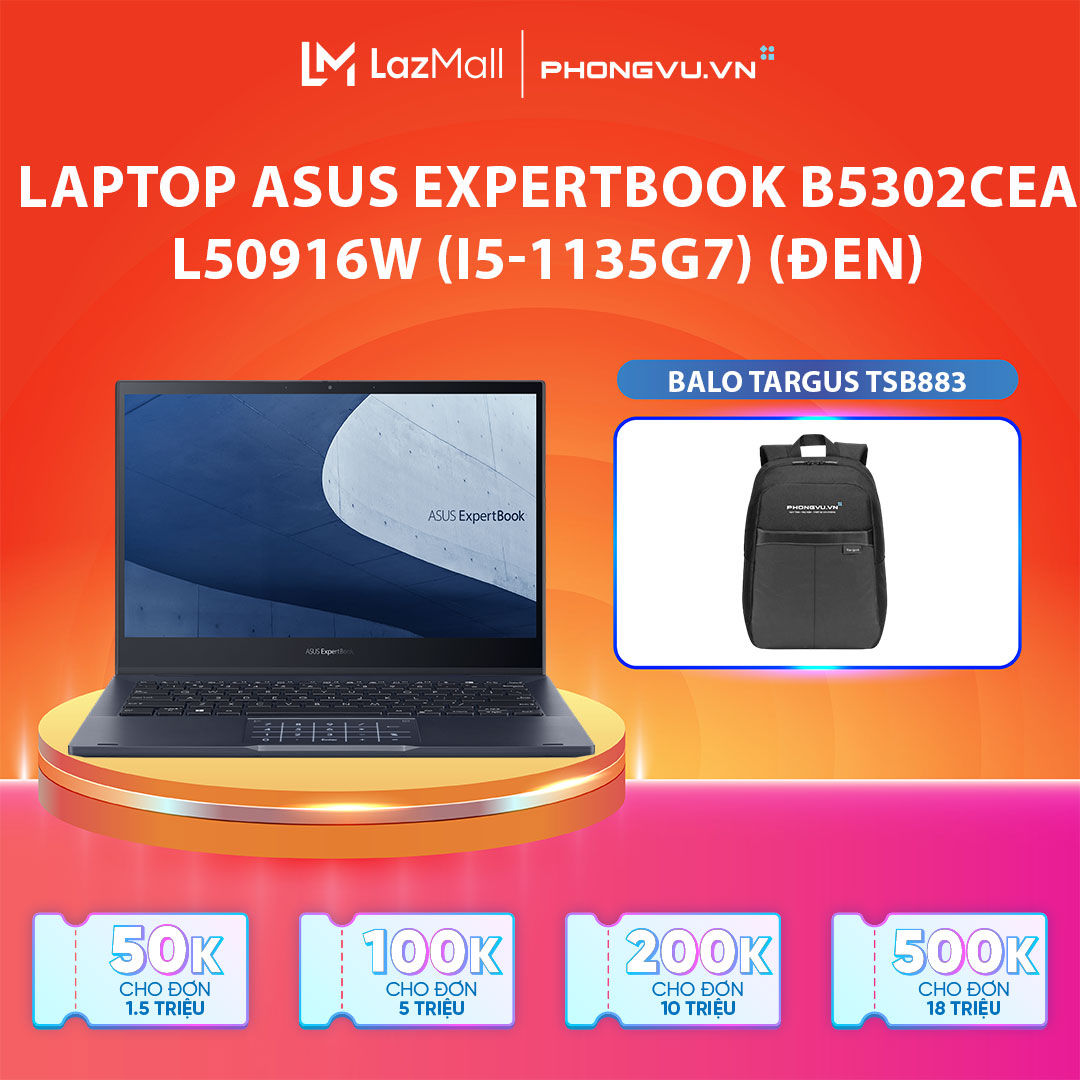 LazMall PHONGVU.VN
LAPTOP ASUS EXPERTBOOK B5302CEA
L50916W (I5-1135G7) (ĐEN)
BALO TARGUS TSB883
PHONGVU.VN
Targus
ASUS ExpertBook
ASUS ExpertBook
50K
CHO ĐƠN
1.5 TRIỆU
100K
CHO ĐƠN
5 TRIỆU
200K
CHO ĐƠN
10 TRIỆU
500K
CHO ĐƠN
18 TRIỆU